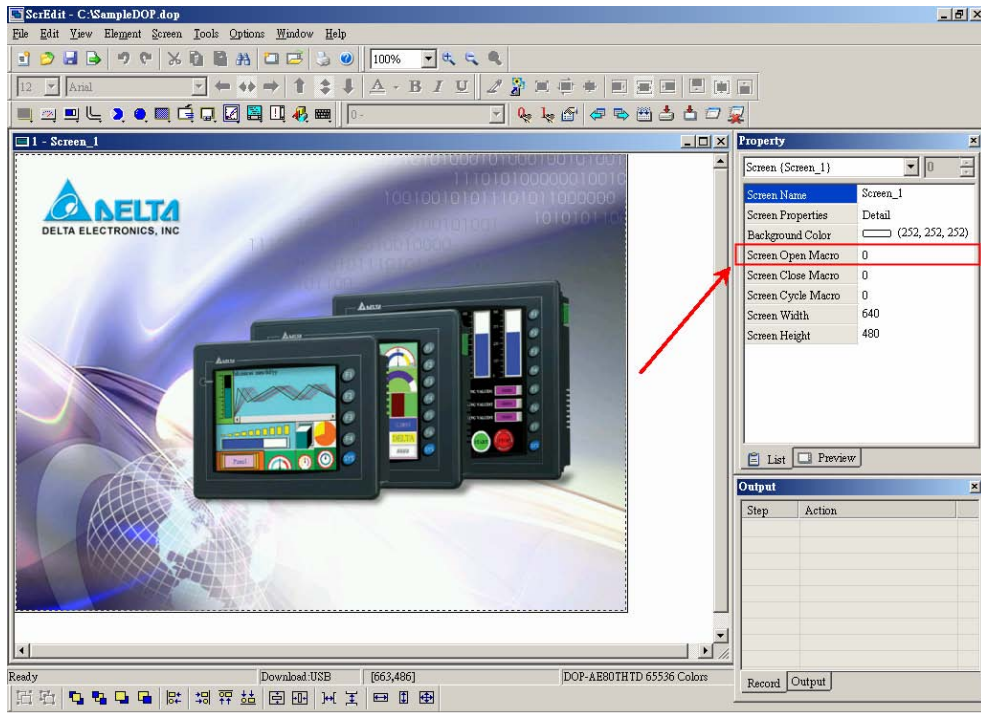 ScrEdit - C:\SampleDOP.dop
File Edit View Element Screen Tools Options Window Help
100%
12 Arial
A B I U
0 -
1 - Screen_1
DELTA
DELTA ELECTRONICS, INC
Property
Screen {Screen_1} 0
Screen Name Screen_1
Screen Properties Detail
Background Color (252, 252, 252)
Screen Open Macro 0
Screen Close Macro 0
Screen Cycle Macro 0
Screen Width 640
Screen Height 480
List Preview
Output
Step Action
Record Output
Ready Download:USB [663,486] DOP-AE80THTD 65536 Colors